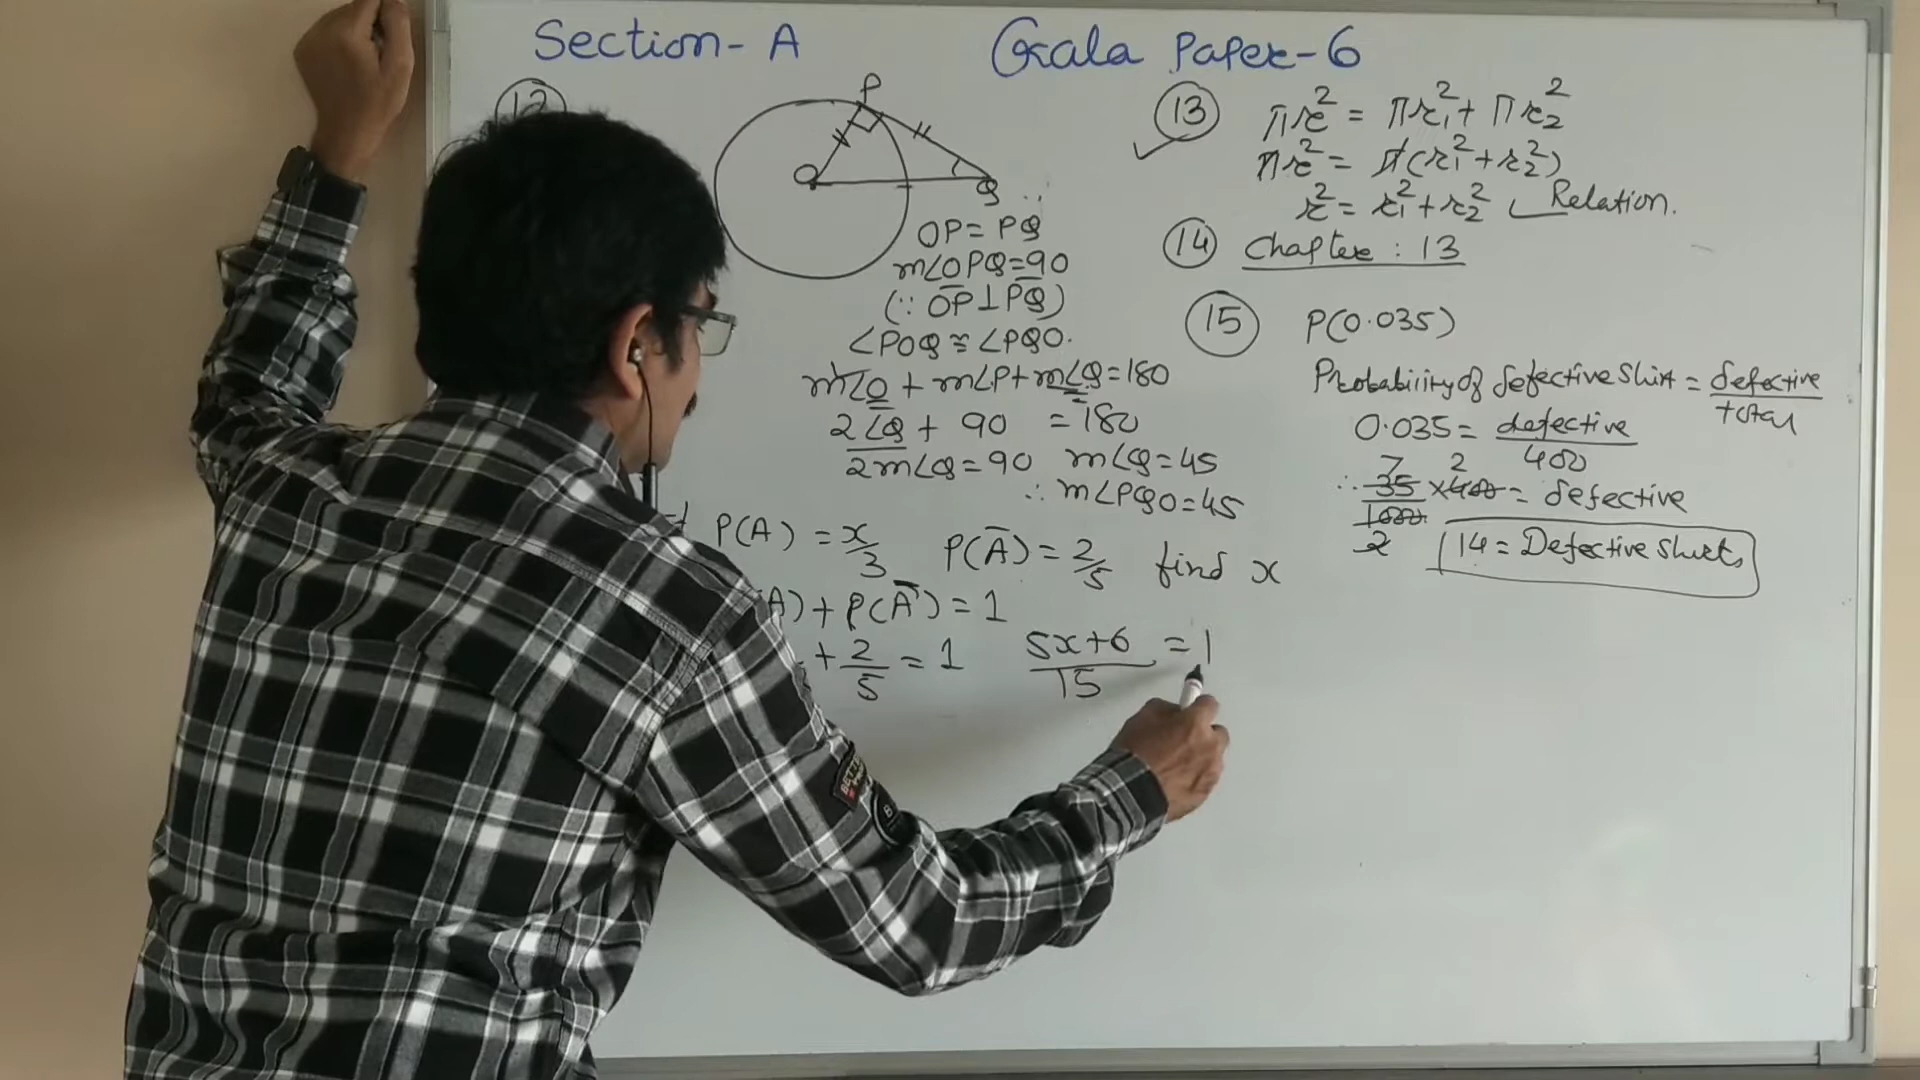 Section-A
Gala Paper-6
12
P
O
Q
OP = PQ
m∠OPQ=90
(∵ OP⊥PQ)
∠POQ ≅ ∠PQO.
m∠O + m∠P + m∠Q = 180
2∠Q + 90 = 180
2m∠Q = 90 m∠Q = 45
∴ m∠PQO = 45
P(A) = x/3 P(A̅) = 2/5 find x
A) + P(A̅) = 1
+ 2/5 = 1 5x+6/15 = 1
13 πr² = πr₁² + πr₂²
πr² = π(r₁² + r₂²)
r² = r₁² + r₂² Relation.
14 Chapter : 13
15 P(0.035)
Probability of defective Shirt = defective/total
0.035 = defective/400
∴ 35/1000 × 400 = defective
7 2
2
14 = Defective Shirts